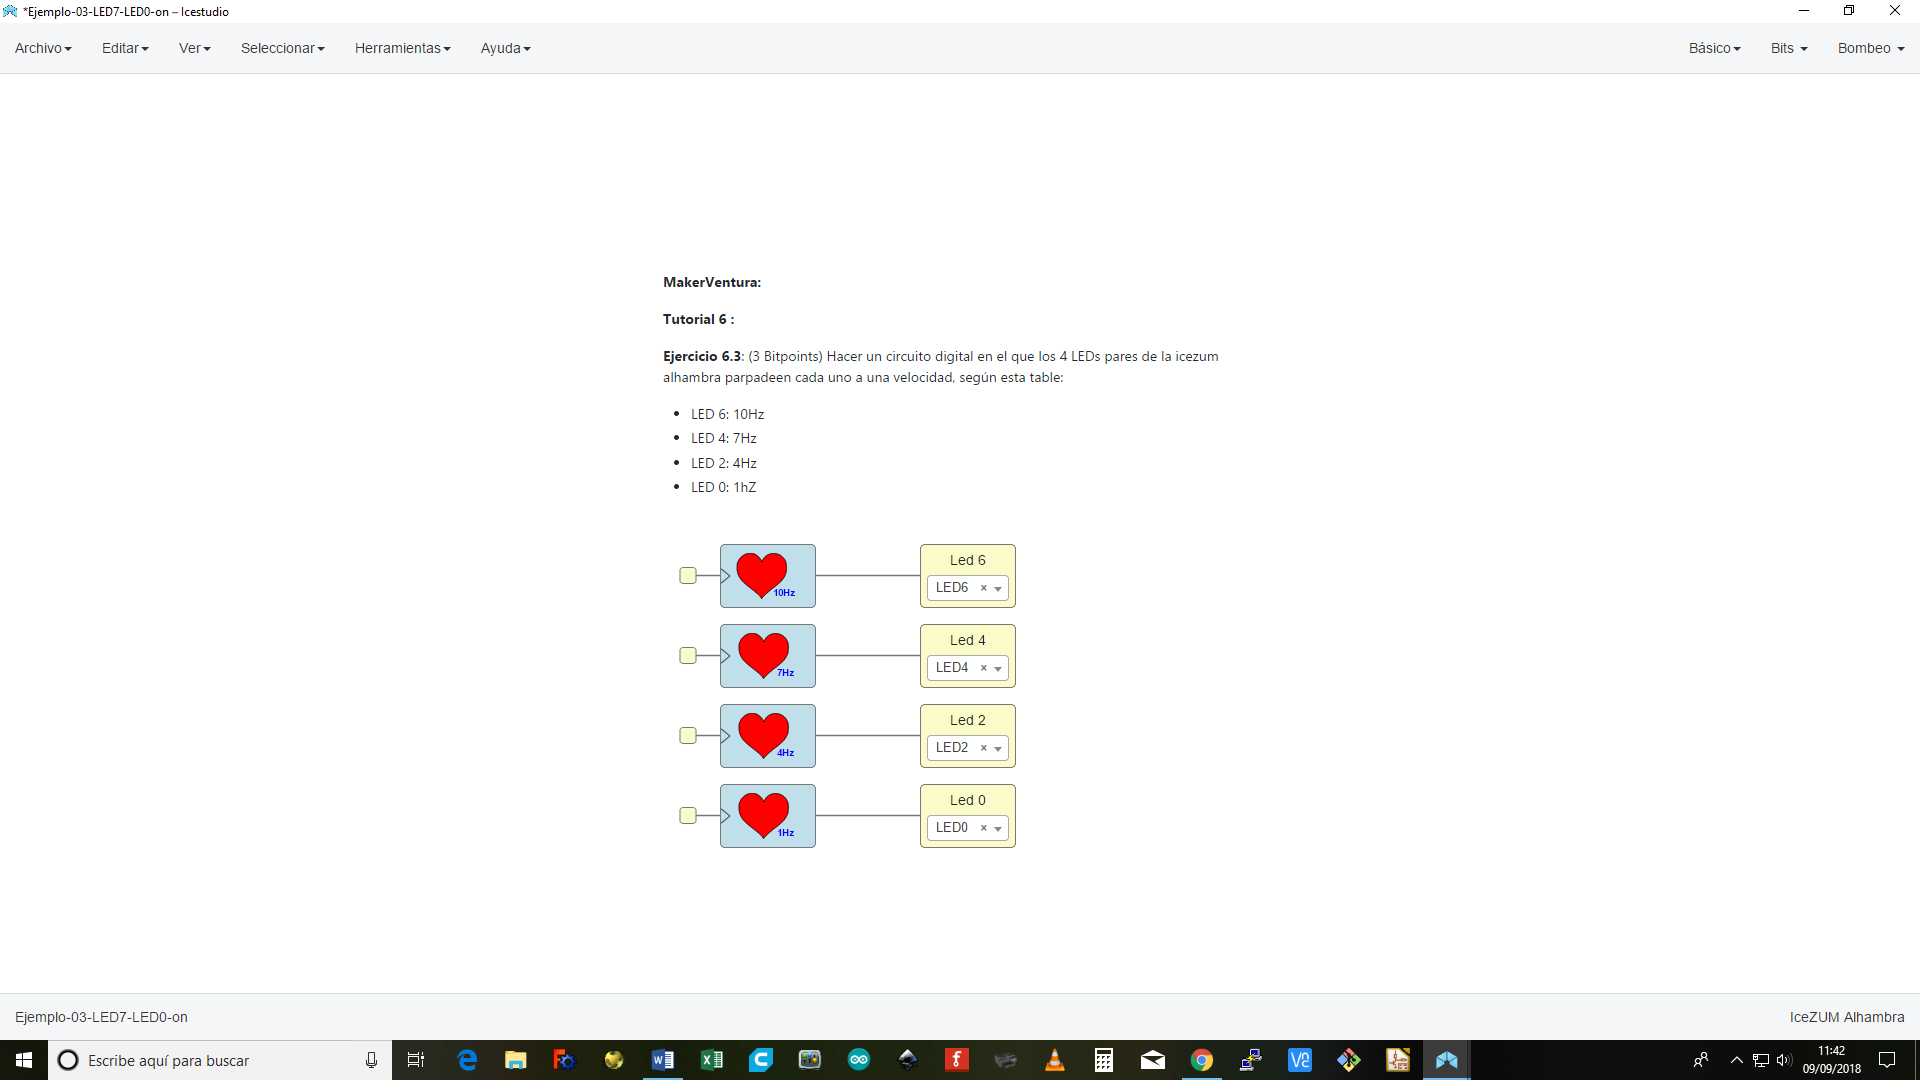 *Ejemplo-03-LED7-LED0-on – Icestudio
Archivo Editar Ver Seleccionar Herramientas Ayuda Básico Bits Bombeo
MakerVentura:
Tutorial 6 :
Ejercicio 6.3: (3 Bitpoints) Hacer un circuito digital en el que los 4 LEDs pares de la icezum
alhambra parpadeen cada uno a una velocidad, según esta table:
• LED 6: 10Hz
• LED 4: 7Hz
• LED 2: 4Hz
• LED 0: 1hZ
10Hz
Led 6
LED6 ×
7Hz
Led 4
LED4 ×
4Hz
Led 2
LED2 ×
1Hz
Led 0
LED0 ×
Ejemplo-03-LED7-LED0-on
IceZUM Alhambra
Escribe aquí para buscar
11:42
09/09/2018